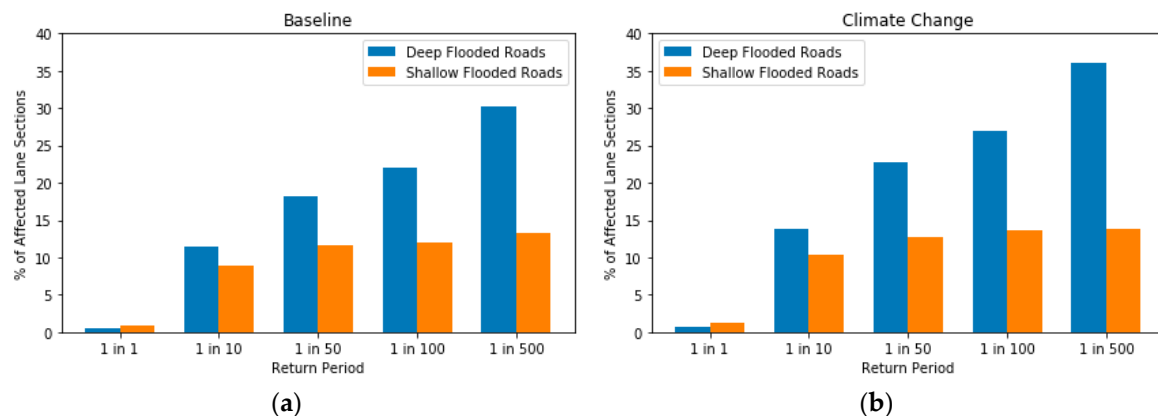 Baseline
40
35
30
25
20
15
10
5
0
% of Affected Lane Sections
Deep Flooded Roads
Shallow Flooded Roads
1 in 1
1 in 10
1 in 50
1 in 100
1 in 500
Return Period
(a)
Climate Change
40
35
30
25
20
15
10
5
0
% of Affected Lane Sections
Deep Flooded Roads
Shallow Flooded Roads
1 in 1
1 in 10
1 in 50
1 in 100
1 in 500
Return Period
(b)